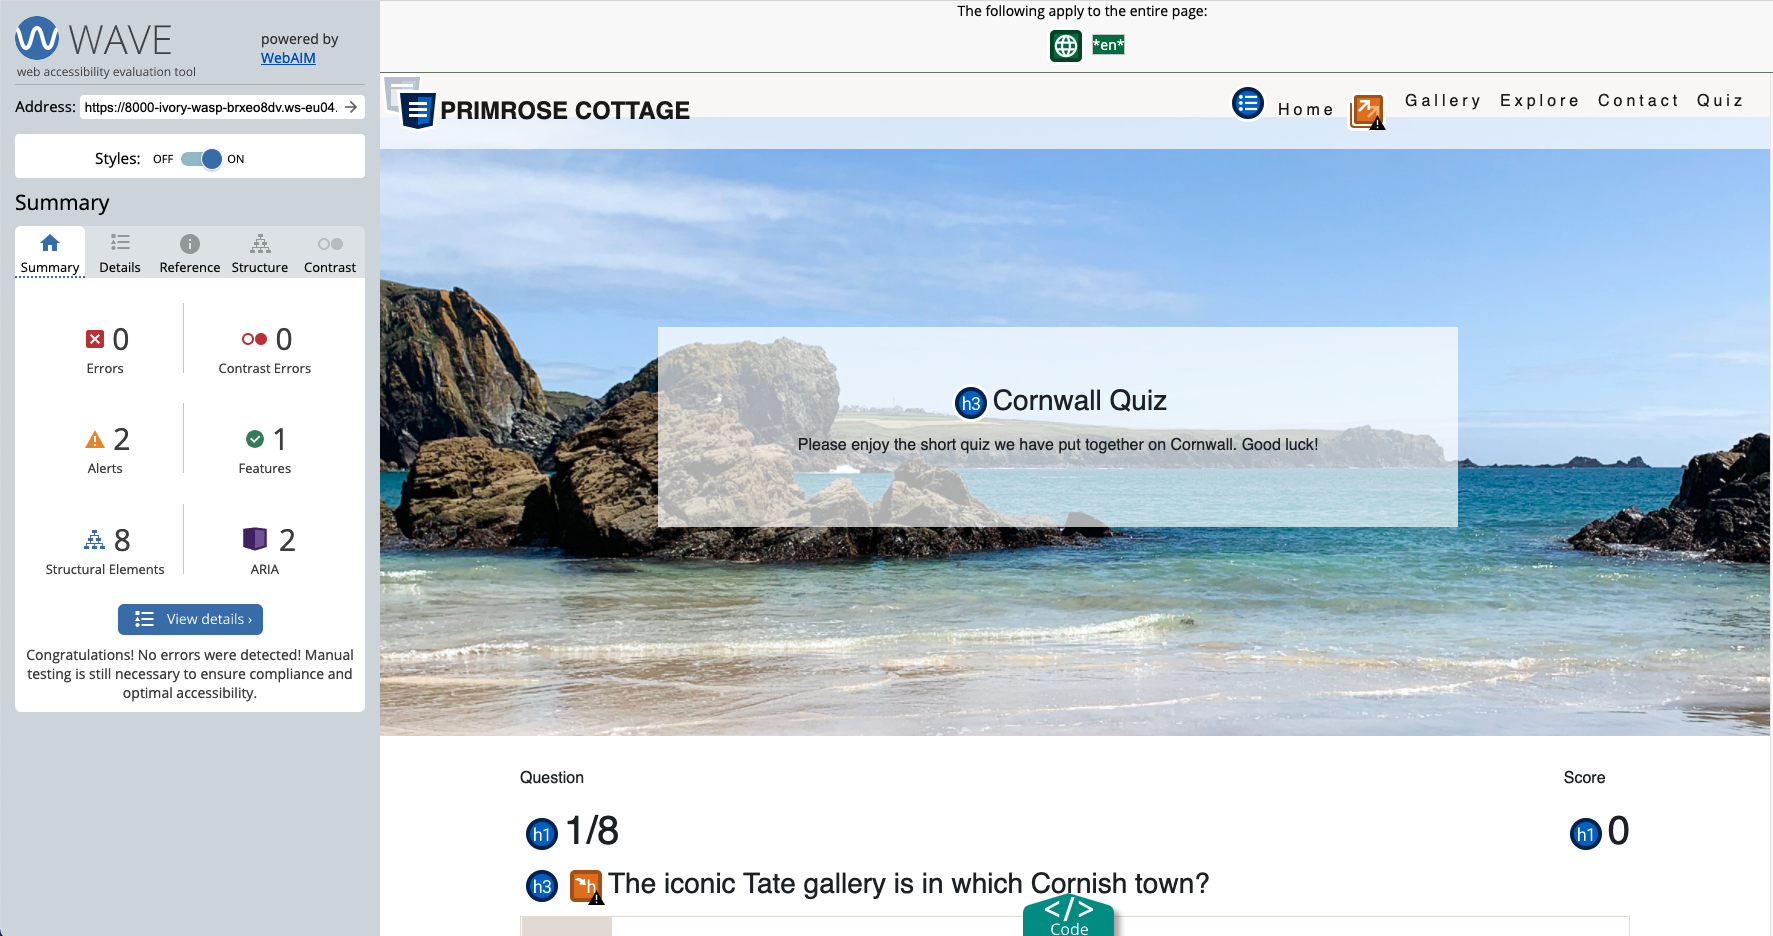 WAVE
web accessibility evaluation tool
powered by
WebAIM
Address: https://8000-ivory-wasp-brxeo8dv.ws-eu04.
Styles: OFF ON
Summary
Summary Details Reference Structure Contrast
0
Errors
0
Contrast Errors
2
Alerts
1
Features
8
Structural Elements
2
ARIA
View details ›
Congratulations! No errors were detected! Manual
testing is still necessary to ensure compliance and
optimal accessibility.
The following apply to the entire page:
*en*
PRIMROSE COTTAGE
Home Gallery Explore Contact Quiz
h3 Cornwall Quiz
Please enjoy the short quiz we have put together on Cornwall. Good luck!
Question
Score
h1 1/8
h1 0
h3 h The iconic Tate gallery is in which Cornish town?
</>
Code